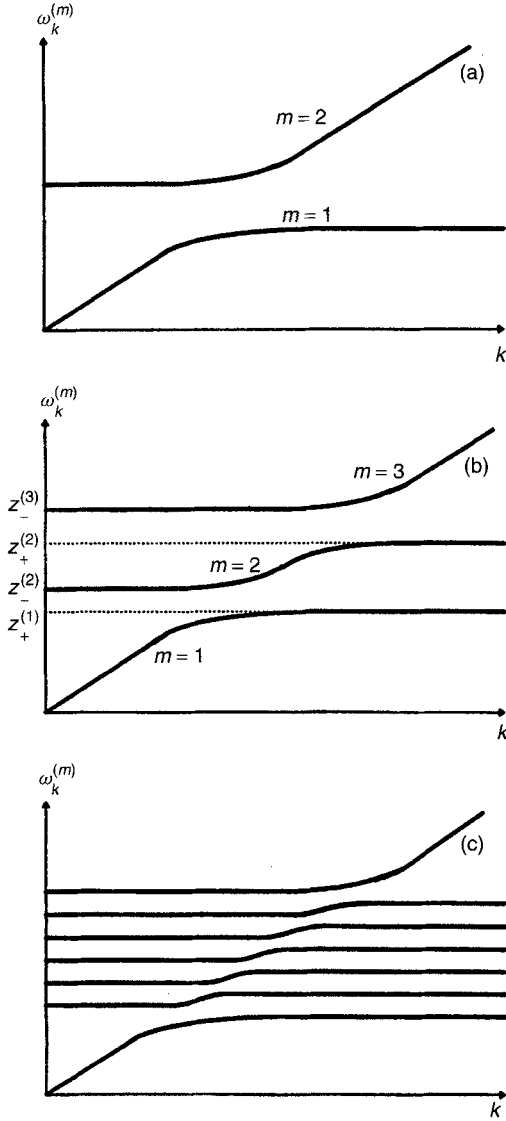 ω_k^(m)
(a)
m = 2
m = 1
k
ω_k^(m)
m = 3
(b)
z_-^(3)
z_+^(2)
m = 2
z_-^(2)
z_+^(1)
m = 1
k
ω_k^(m)
(c)
k